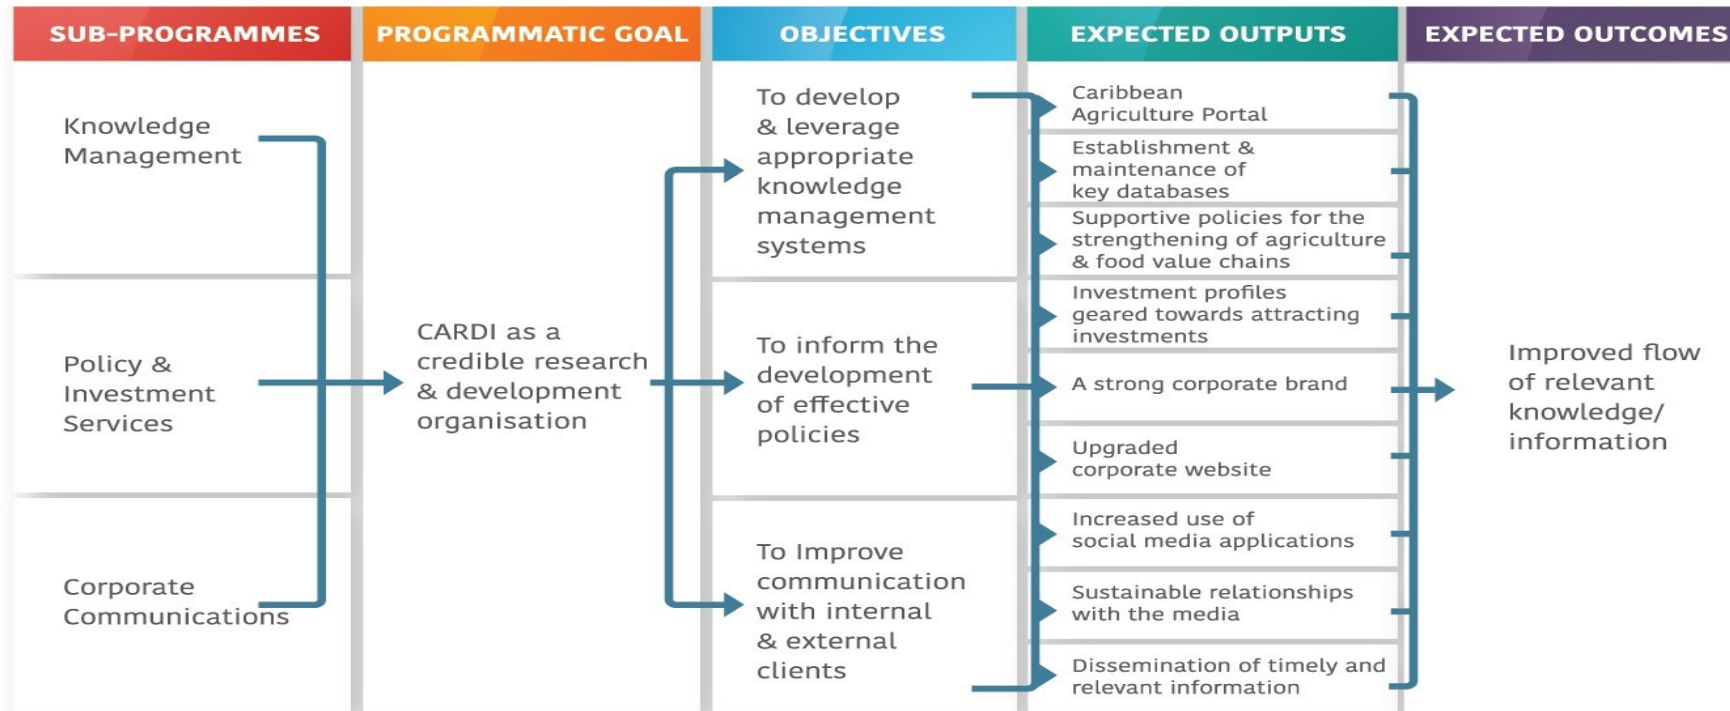 SUB-PROGRAMMES
PROGRAMMATIC GOAL
OBJECTIVES
EXPECTED OUTPUTS
EXPECTED OUTCOMES
Knowledge
Management
Policy &
Investment
Services
Corporate
Communications
CARDI as a
credible research
& development
organisation
To develop
& leverage
appropriate
knowledge
management
systems
To inform the
development
of effective
policies
To Improve
communication
with internal
& external
clients
Caribbean
Agriculture Portal
Establishment &
maintenance of
key databases
Supportive policies for the
strengthening of agriculture
& food value chains
Investment profiles
geared towards attracting
investments
A strong corporate brand
Upgraded
corporate website
Increased use of
social media applications
Sustainable relationships
with the media
Dissemination of timely and
relevant information
Improved flow
of relevant
knowledge/
information